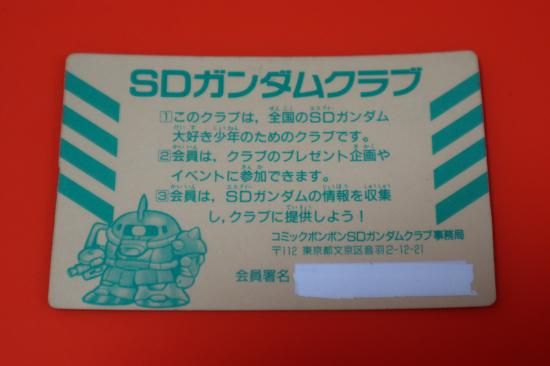 SDガンダムクラブ
1このクラブは、全国のSDガンダム
大好き少年のためのクラブです。
2会員は、クラブのプレゼント企画や
イベントに参加できます。
3会員は、SDガンダムの情報を収集
し、クラブに提供しよう！
コミックボンボンSDガンダムクラブ事務局
〒112 東京都文京区音羽2-12-21
会員署名